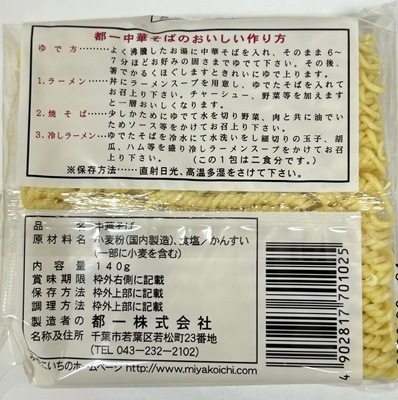 都一中華そばのおいしい作り方
ゆで方 よく沸騰したお湯に中華そばを入れ、そのまま6~
7分ほどお好みの固さまでゆでて下さい。その後、
箸でかるくほぐしますときれいにゆで上ります。
1.ラーメン 丼にラーメンスープを用意し、ゆでたそばを入れて
お召上り下さい。チャーシュー、野菜等を加えます
と一層おいしくなります。
2.焼そば 少しかためにゆでて水を切り野菜、肉と共に油でい
ためソース等をかけてお召上り下さい。
3.冷しラーメン ゆでたそばを冷水にて水洗いをし細切りの玉子、胡
瓜、ハム等を盛り冷しラーメンスープをかけてお召
上り下さい。 (この1包は二食分です。)
※保存方法 直射日光、高温多湿をさけて下さい。
品名 中華そば
原材料名 小麦粉(国内製造)、食塩/かんすい
(一部に小麦を含む)
内容量 140g
賞味期限 枠外右側に記載
保存方法 枠外上部に記載
調理方法 枠外上部に記載
製造者の 都一株式会社
名称及住所 千葉市若葉区若松町23番地
TEL 043-232-2102)
みやこいちのホームページ http://www.miyakoichi.com
4902817701025